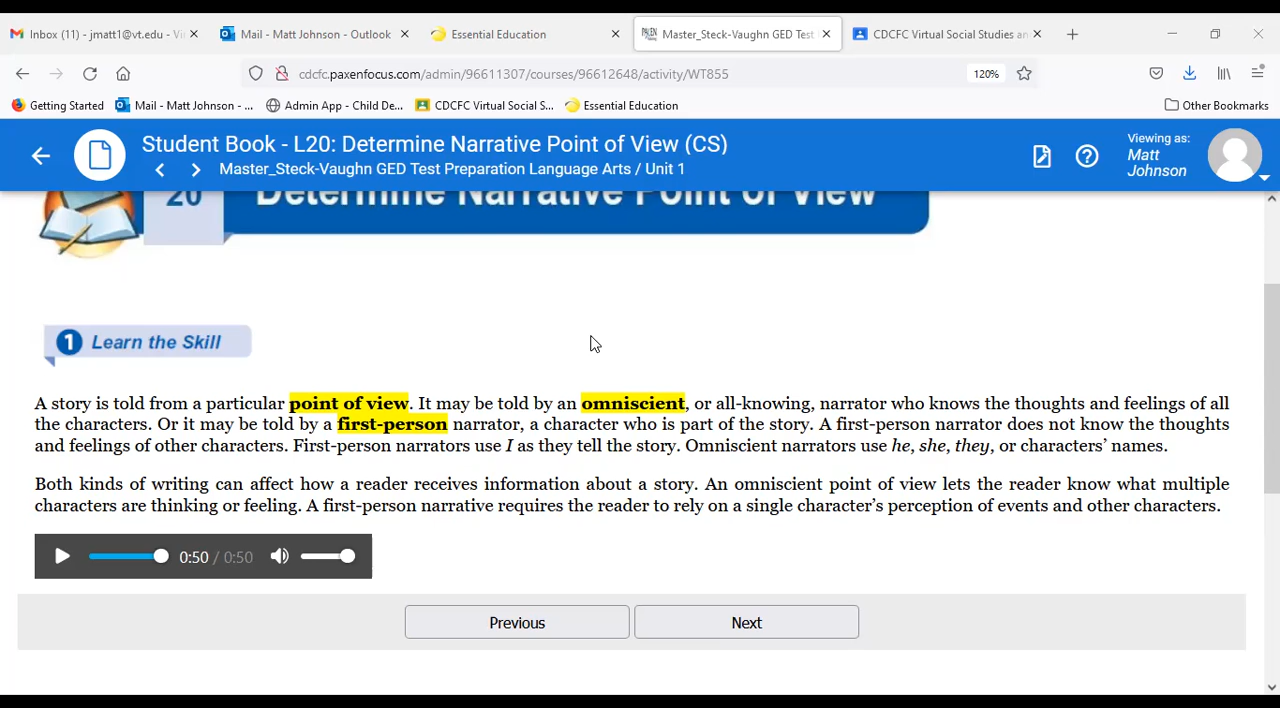 Inbox (11) - jmatt1@vt.edu - Vi
Mail - Matt Johnson - Outlook
Essential Education
Master_Steck-Vaughn GED Test
CDCFC Virtual Social Studies an
cdcfc.paxenfocus.com/admin/96611307/courses/96612648/activity/WT855
120%
Getting Started
Mail - Matt Johnson - ...
Admin App - Child De...
CDCFC Virtual Social S...
Essential Education
Other Bookmarks
Student Book - L20: Determine Narrative Point of View (CS)
Master_Steck-Vaughn GED Test Preparation Language Arts / Unit 1
Viewing as:
Matt
Johnson
20
Determine Narrative Point of View
1 Learn the Skill
A story is told from a particular point of view. It may be told by an omniscient, or all-knowing, narrator who knows the thoughts and feelings of all
the characters. Or it may be told by a first-person narrator, a character who is part of the story. A first-person narrator does not know the thoughts
and feelings of other characters. First-person narrators use I as they tell the story. Omniscient narrators use he, she, they, or characters’ names.
Both kinds of writing can affect how a reader receives information about a story. An omniscient point of view lets the reader know what multiple
characters are thinking or feeling. A first-person narrative requires the reader to rely on a single character’s perception of events and other characters.
0:50 / 0:50
Previous
Next